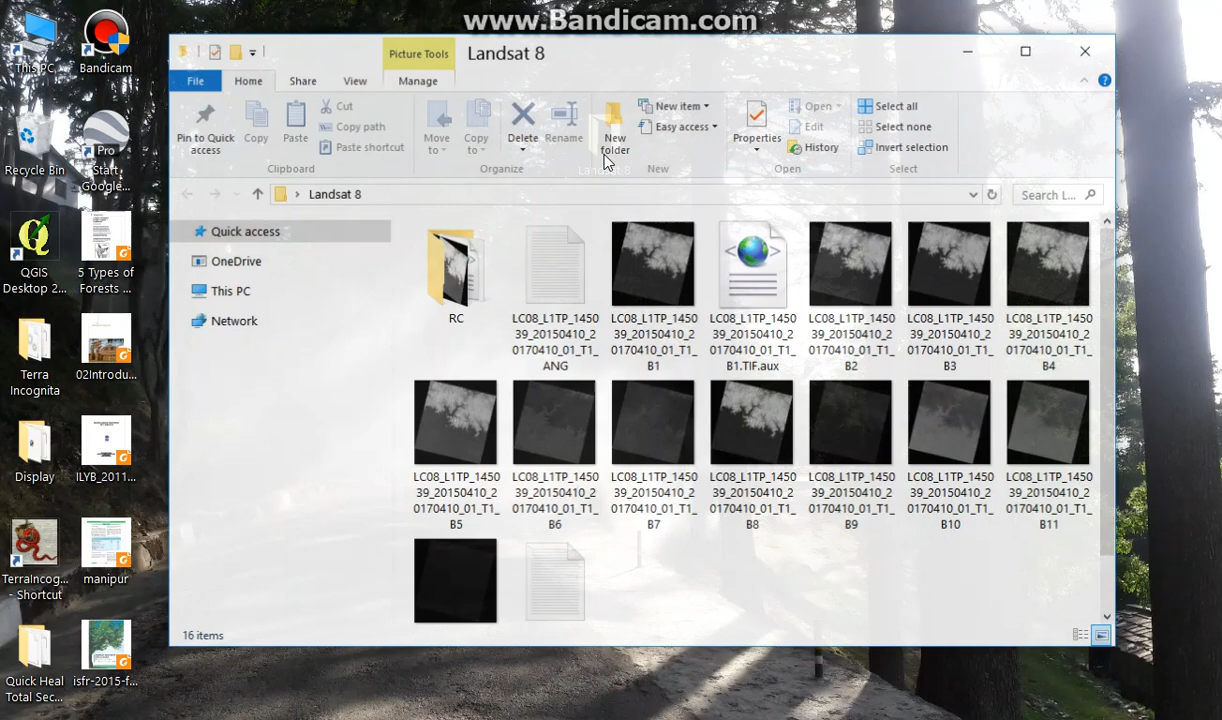 www.Bandicam.com
This PC
Bandicam
Recycle Bin
Pro
Start
Google...
QGIS
Desktop 2...
5 Types of
Forests ...
Terra
Incognita
02Introdu...
Display
ILYB_2011...
TerraIncog...
- Shortcut
manipur
Quick Heal
Total Sec...
isfr-2015-f...
Picture Tools
Landsat 8
File
Home
Share
View
Manage
Pin to Quick
access
Copy
Paste
Cut
Copy path
Paste shortcut
Clipboard
Move
to
Copy
to
Delete
Rename
Organize
New
folder
New item
Easy access
New
Properties
Open
Edit
History
Open
Select all
Select none
Invert selection
Select
Landsat 8
Landsat 8
Search L...
Quick access
OneDrive
This PC
Network
RC
LC08_L1TP_1450
39_20150410_2
0170410_01_T1_
ANG
LC08_L1TP_1450
39_20150410_2
0170410_01_T1_
B1
LC08_L1TP_1450
39_20150410_2
0170410_01_T1_
B1.TIF.aux
LC08_L1TP_1450
39_20150410_2
0170410_01_T1_
B2
LC08_L1TP_1450
39_20150410_2
0170410_01_T1_
B3
LC08_L1TP_1450
39_20150410_2
0170410_01_T1_
B4
LC08_L1TP_1450
39_20150410_2
0170410_01_T1_
B5
LC08_L1TP_1450
39_20150410_2
0170410_01_T1_
B6
LC08_L1TP_1450
39_20150410_2
0170410_01_T1_
B7
LC08_L1TP_1450
39_20150410_2
0170410_01_T1_
B8
LC08_L1TP_1450
39_20150410_2
0170410_01_T1_
B9
LC08_L1TP_1450
39_20150410_2
0170410_01_T1_
B10
LC08_L1TP_1450
39_20150410_2
0170410_01_T1_
B11
16 items